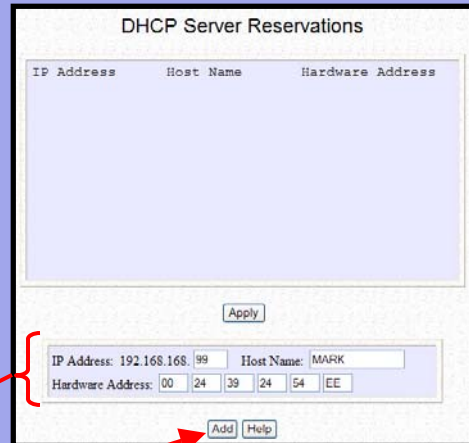 DHCP Server Reservations
IP Address Host Name Hardware Address
Apply
IP Address: 192.168.168. 99 Host Name: MARK
Hardware Address: 00 24 39 24 54 EE
Add Help